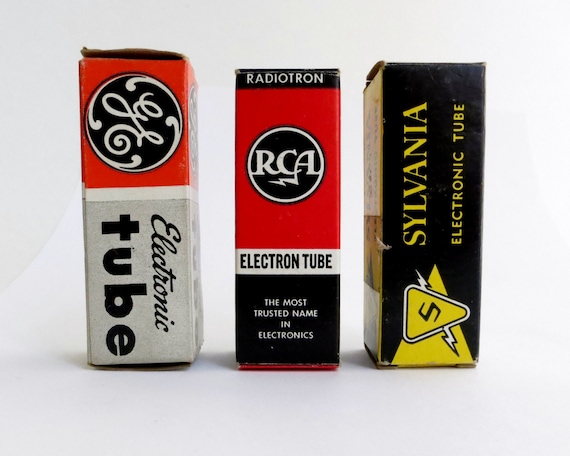 GE
Electronic
tube
RADIOTRON
RCA
ELECTRON TUBE
THE MOST
TRUSTED NAME
IN
ELECTRONICS
SYLVANIA
ELECTRONIC TUBE
S